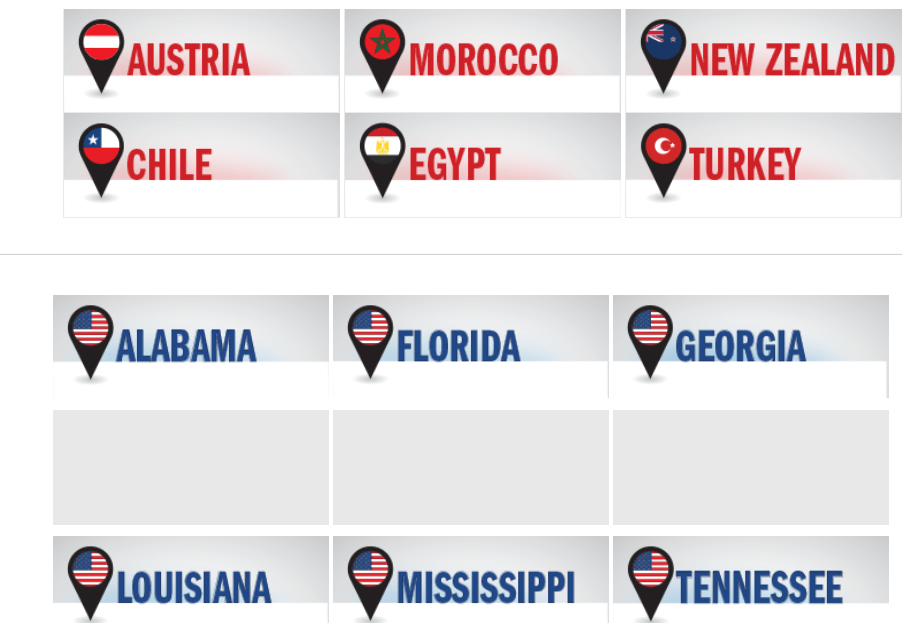 AUSTRIA MOROCCO NEW ZEALAND
CHILE EGYPT TURKEY
ALABAMA FLORIDA GEORGIA
LOUISIANA MISSISSIPPI TENNESSEE